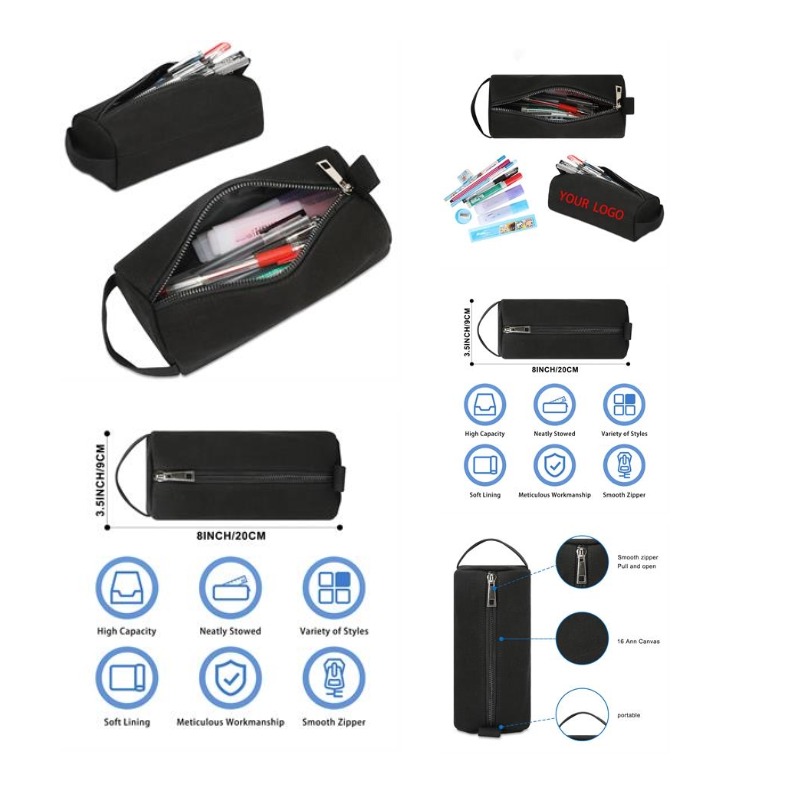 YOUR LOGO
3.5INCH/9CM
8INCH/20CM
High Capacity
Neatly Stowed
Variety of Styles
Soft Lining
Meticulous Workmanship
Smooth Zipper
3.5INCH/9CM
8INCH/20CM
High Capacity
Neatly Stowed
Variety of Styles
Soft Lining
Meticulous Workmanship
Smooth Zipper
Smooth zipper
Pull and open
16 Ann Canvas
portable